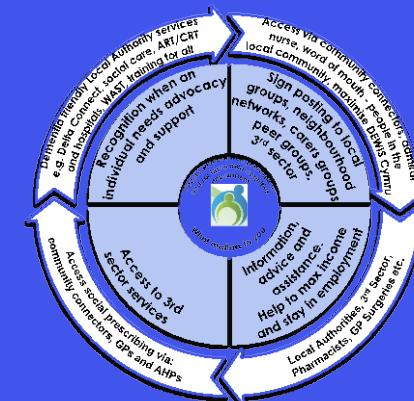 Dementia friendly Local Authority services
e.g. Delta Connect, social care, ART/CRT
and hospitals, WAST, training for all
Access via community connectors, Admiral
nurse, word of mouth - people in the
local community, maximise DEWIS Cymru
Recognition when an
individual needs advocacy
and support
Sign posting to local
groups, neighbourhood
networks, carers groups
peer groups.
3rd sector
What matters to you
Access to 3rd
sector services
Information,
advice and
assistance.
Help to max income
and stay in employment
Access social prescribing via:
community connectors, GPs and AHPs
Local Authorities, 3rd Sector,
Pharmacists, GP Surgeries etc.